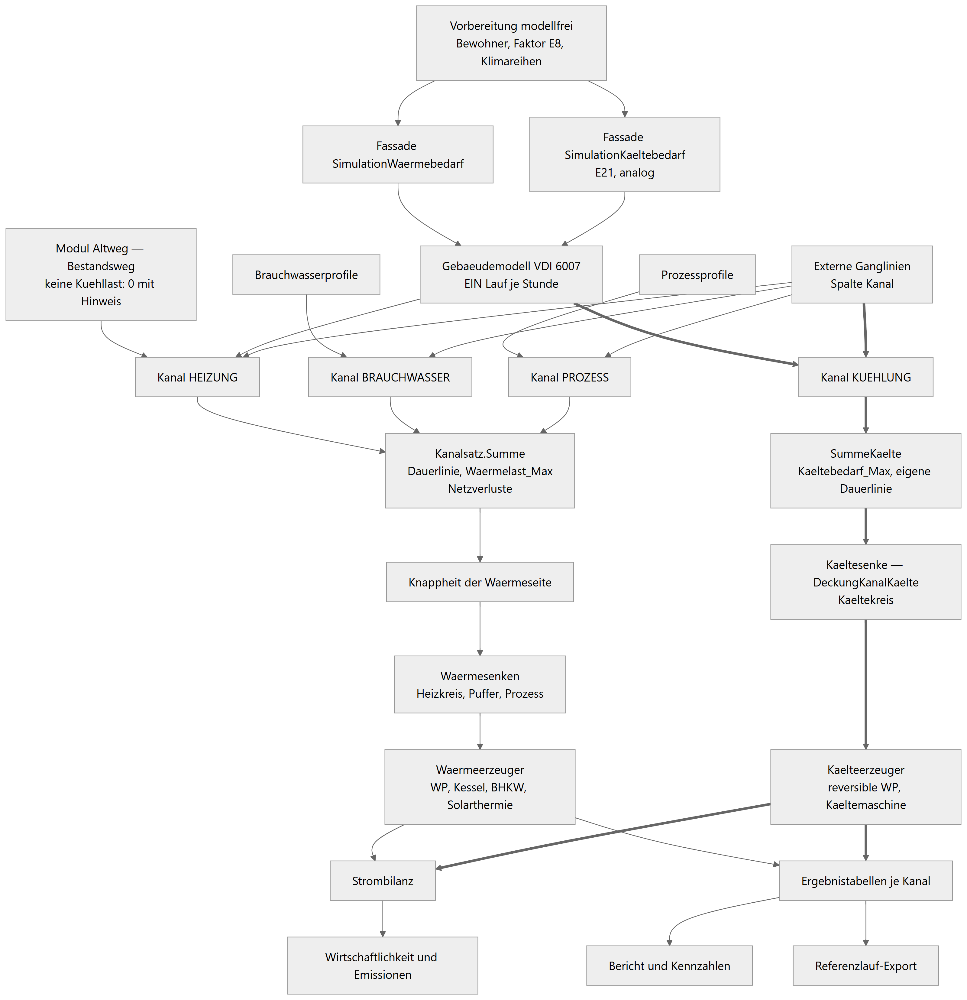 Vorbereitung modellfrei
Bewohner, Faktor E8,
Klimareihen
Fassade
SimulationWaermebedarf
Fassade
SimulationKaeltebedarf
E21, analog
Modul Altweg —
Bestandsweg
keine Kuehllast: 0 mit
Hinweis
Brauchwasserprofile
Gebaeudemodell VDI 6007
EIN Lauf je Stunde
Prozessprofile
Externe Ganglinien
Spalte Kanal
Kanal HEIZUNG
Kanal BRAUCHWASSER
Kanal PROZESS
Kanal KUEHLUNG
Kanalsatz.Summe
Dauerlinie, Waermelast_Max
Netzverluste
SummeKaelte
Kaeltebedarf_Max, eigene
Dauerlinie
Knappheit der Waermeseite
Kaeltesenke —
DeckungKanalKaelte
Kaeltekreis
Waermesenken
Heizkreis, Puffer, Prozess
Waermeerzeuger
WP, Kessel, BHKW,
Solarthermie
Kaelteerzeuger
reversible WP,
Kaeltemaschine
Strombilanz
Ergebnistabellen je Kanal
Wirtschaftlichkeit und
Emissionen
Bericht und Kennzahlen
Referenzlauf-Export